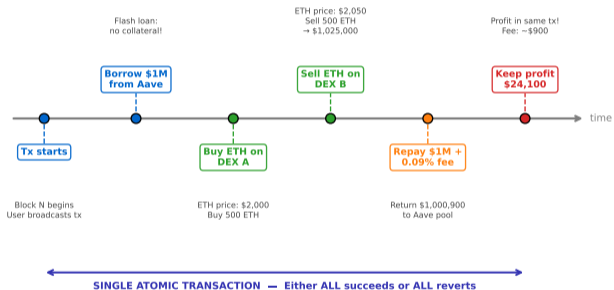 Flash loan:
no collateral!
ETH price: $2,050
Sell 500 ETH
→ $1,025,000
Profit in same tx!
Fee: ~$900
Borrow $1M
from Aave
Sell ETH on
DEX B
Keep profit
$24,100
time
Tx starts
Buy ETH on
DEX A
Repay $1M +
0.09% fee
Block N begins
User broadcasts tx
ETH price: $2,000
Buy 500 ETH
Return $1,000,900
to Aave pool
SINGLE ATOMIC TRANSACTION — Either ALL succeeds or ALL reverts